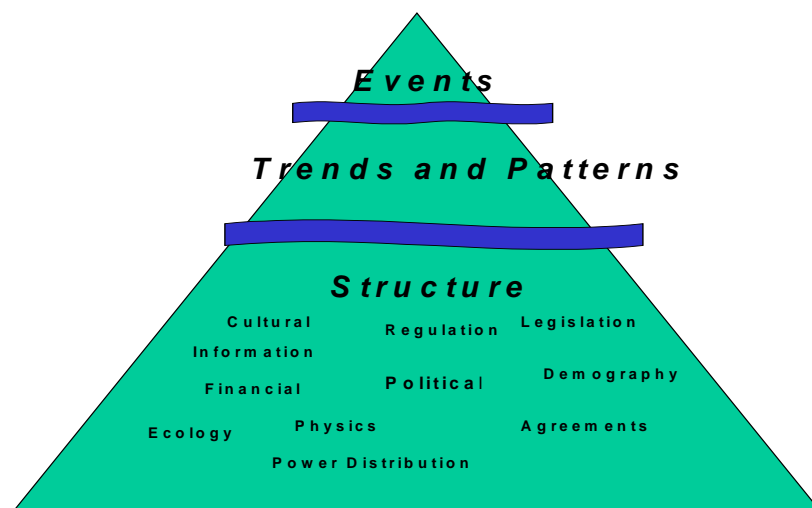 Events
Trends and Patterns
Structure
Cultural
Regulation
Legislation
Information
Financial
Political
Demography
Ecology
Physics
Agreements
Power Distribution